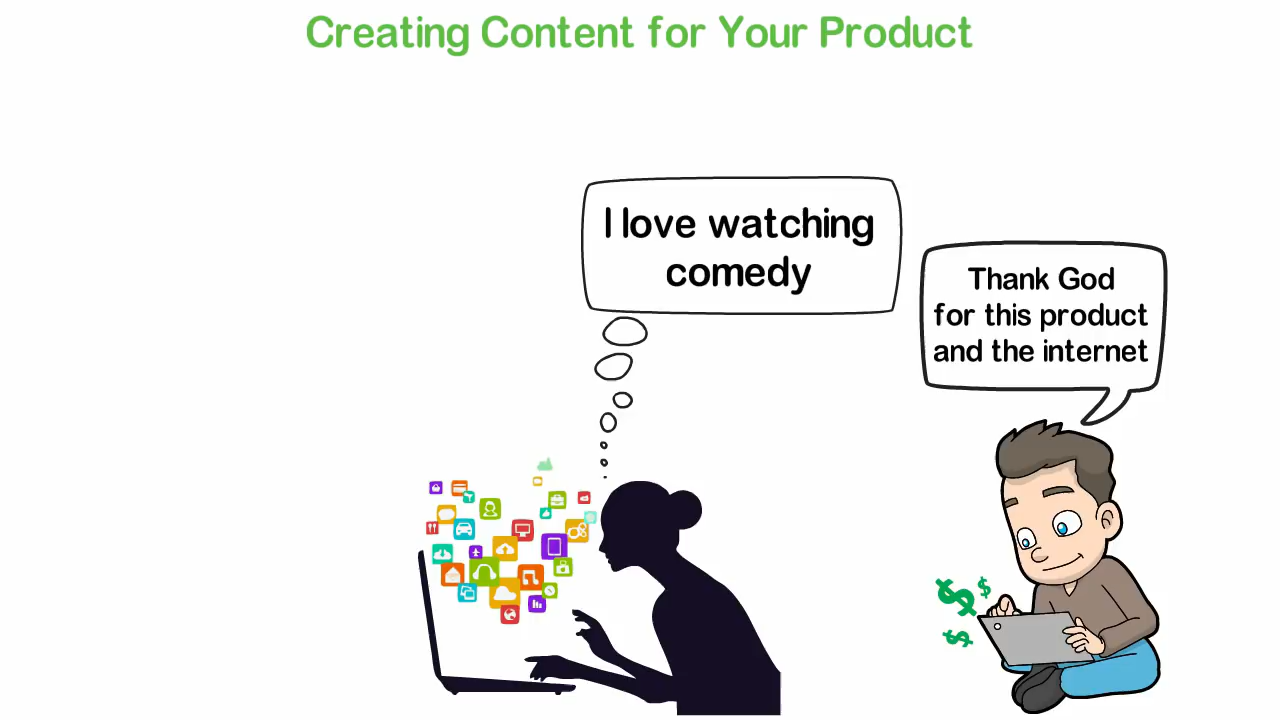 Creating Content for Your Product
I love watching
comedy
Thank God
for this product
and the internet